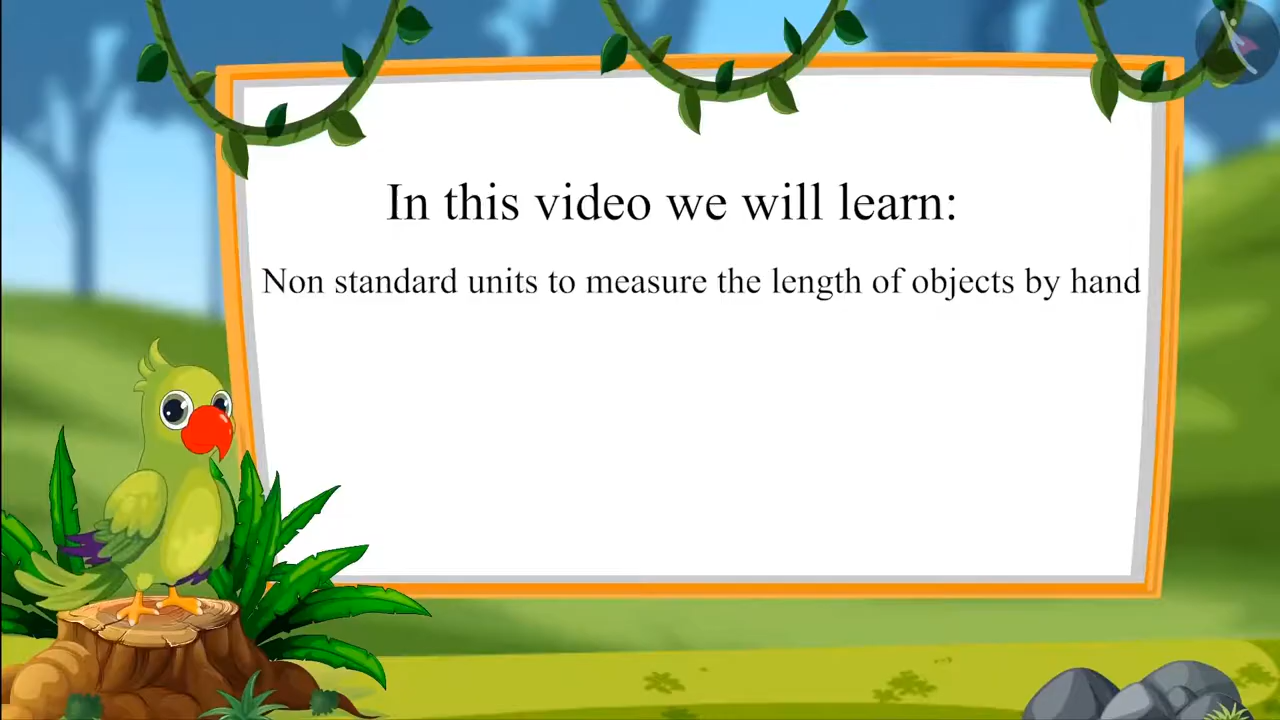 In this video we will learn:
Non standard units to measure the length of objects by hand